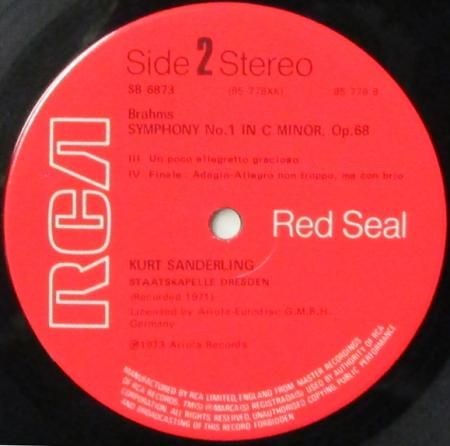 Side 2 Stereo
SB 6873 (85 778XK) 85 778 B
Brahms
SYMPHONY No.1 IN C MINOR, Op.68
III Un poco allegretto grazioso
IV Finale: Adagio-Allegro non troppo, ma con brio
RCA
Red Seal
KURT SANDERLING
STAATSKAPELLE DRESDEN
(Recorded 1971)
Licensed by Ariola-Eurodisc G.M.B.H.
Germany
℗1973 Ariola Records
MANUFACTURED BY RCA LIMITED, ENGLAND FROM MASTER RECORDINGS
OF RCA RECORDS. TM(S) ® MARCA(S) REGISTRADA(S) USED BY AUTHORITY OF RCA
CORPORATION. ALL RIGHTS RESERVED, UNAUTHORISED COPYING, PUBLIC PERFORMANCE
AND BROADCASTING OF THIS RECORD FORBIDDEN